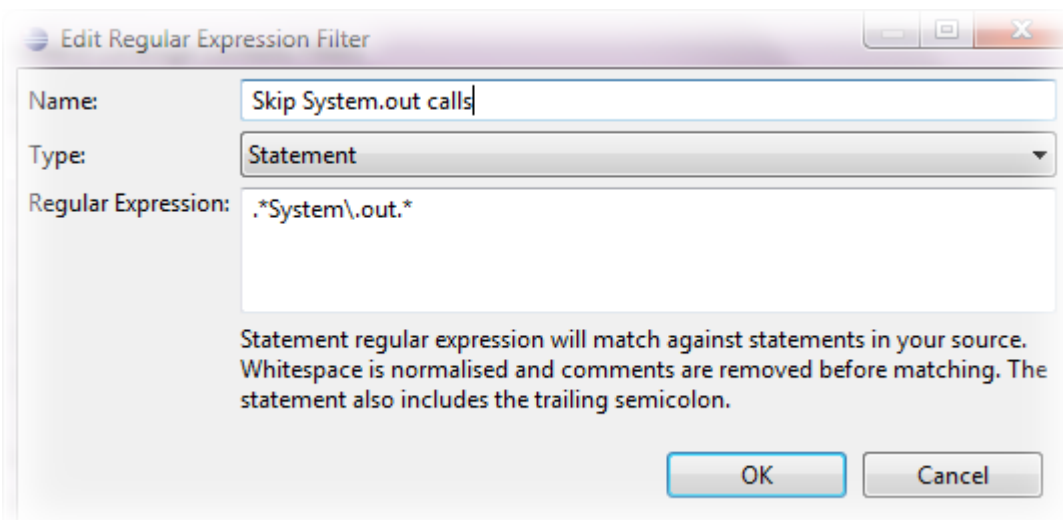 Edit Regular Expression Filter
Name: Skip System.out calls
Type: Statement
Regular Expression: .*System\.out.*
Statement regular expression will match against statements in your source.
Whitespace is normalised and comments are removed before matching. The
statement also includes the trailing semicolon.
OK Cancel